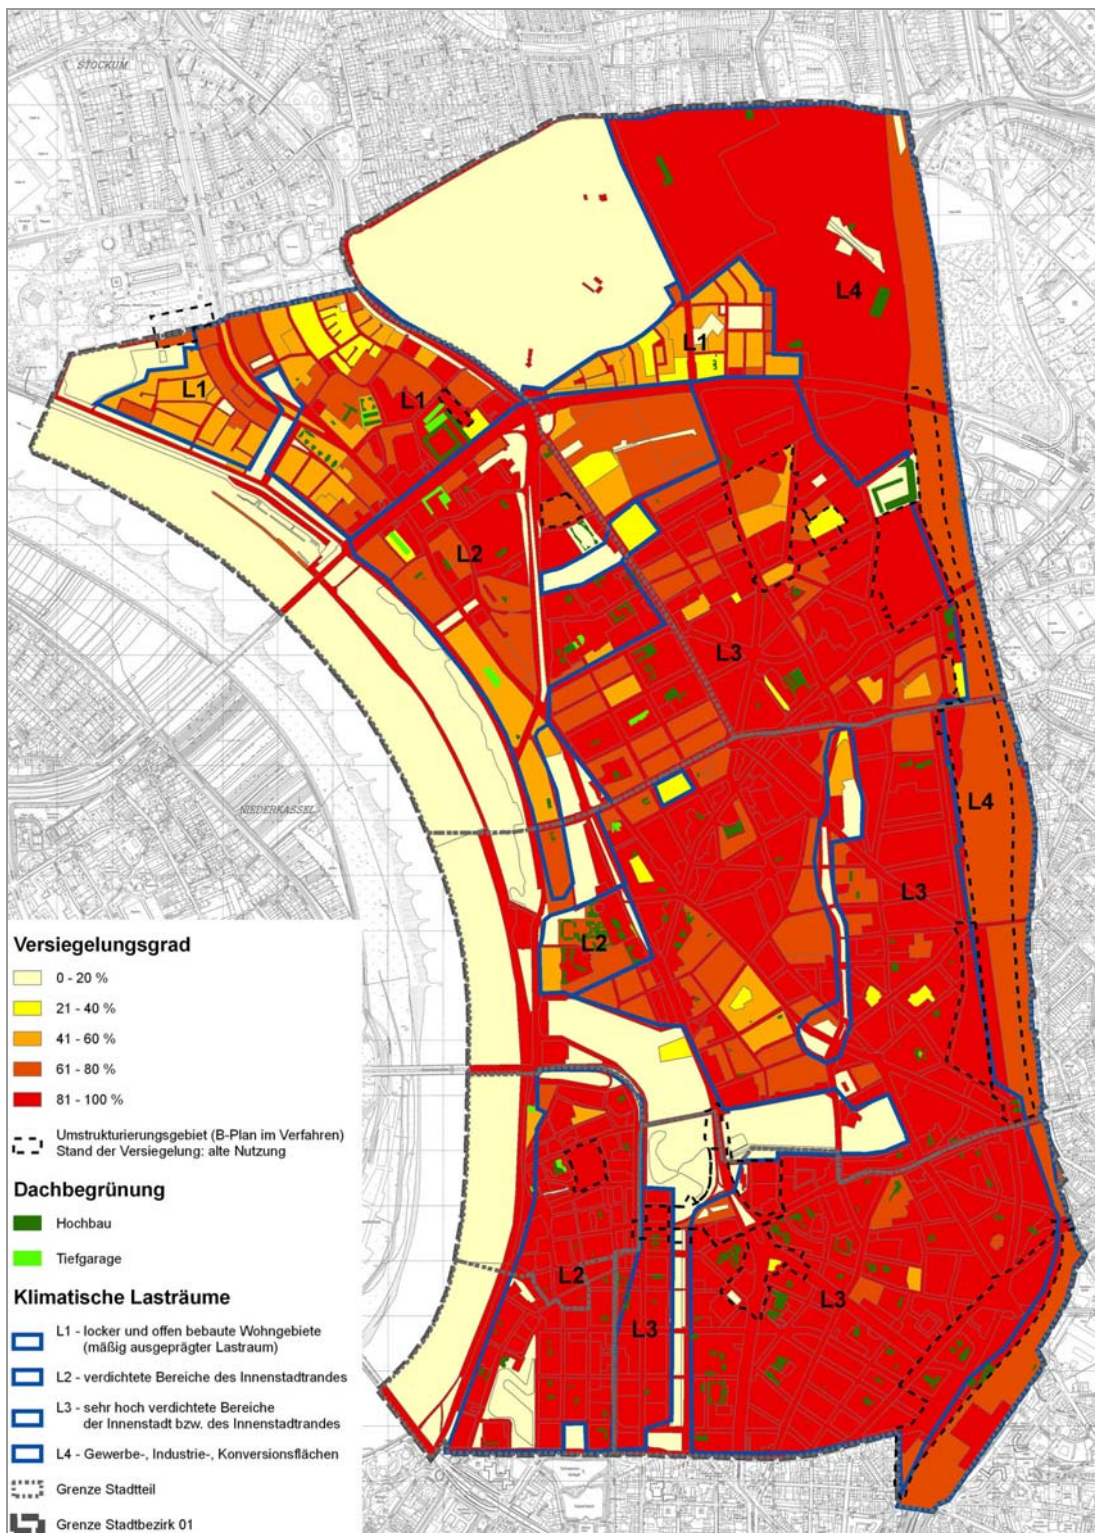 STOCKUM
L4
L1
L1
L1
L2
L3
NIEDERKASSEL
L4
L3
L2
L2
L3
L3
Versiegelungsgrad
0 - 20 %
21 - 40 %
41 - 60 %
61 - 80 %
81 - 100 %
Umstrukturierungsgebiet (B-Plan im Verfahren)
Stand der Versiegelung: alte Nutzung
Dachbegrünung
Hochbau
Tiefgarage
Klimatische Lasträume
L1 - locker und offen bebaute Wohngebiete
(mäßig ausgeprägter Lastraum)
L2 - verdichtete Bereiche des Innenstadtrandes
L3 - sehr hoch verdichtete Bereiche
der Innenstadt bzw. des Innenstadtrandes
L4 - Gewerbe-, Industrie-, Konversionsflächen
Grenze Stadtteil
Grenze Stadtbezirk 01